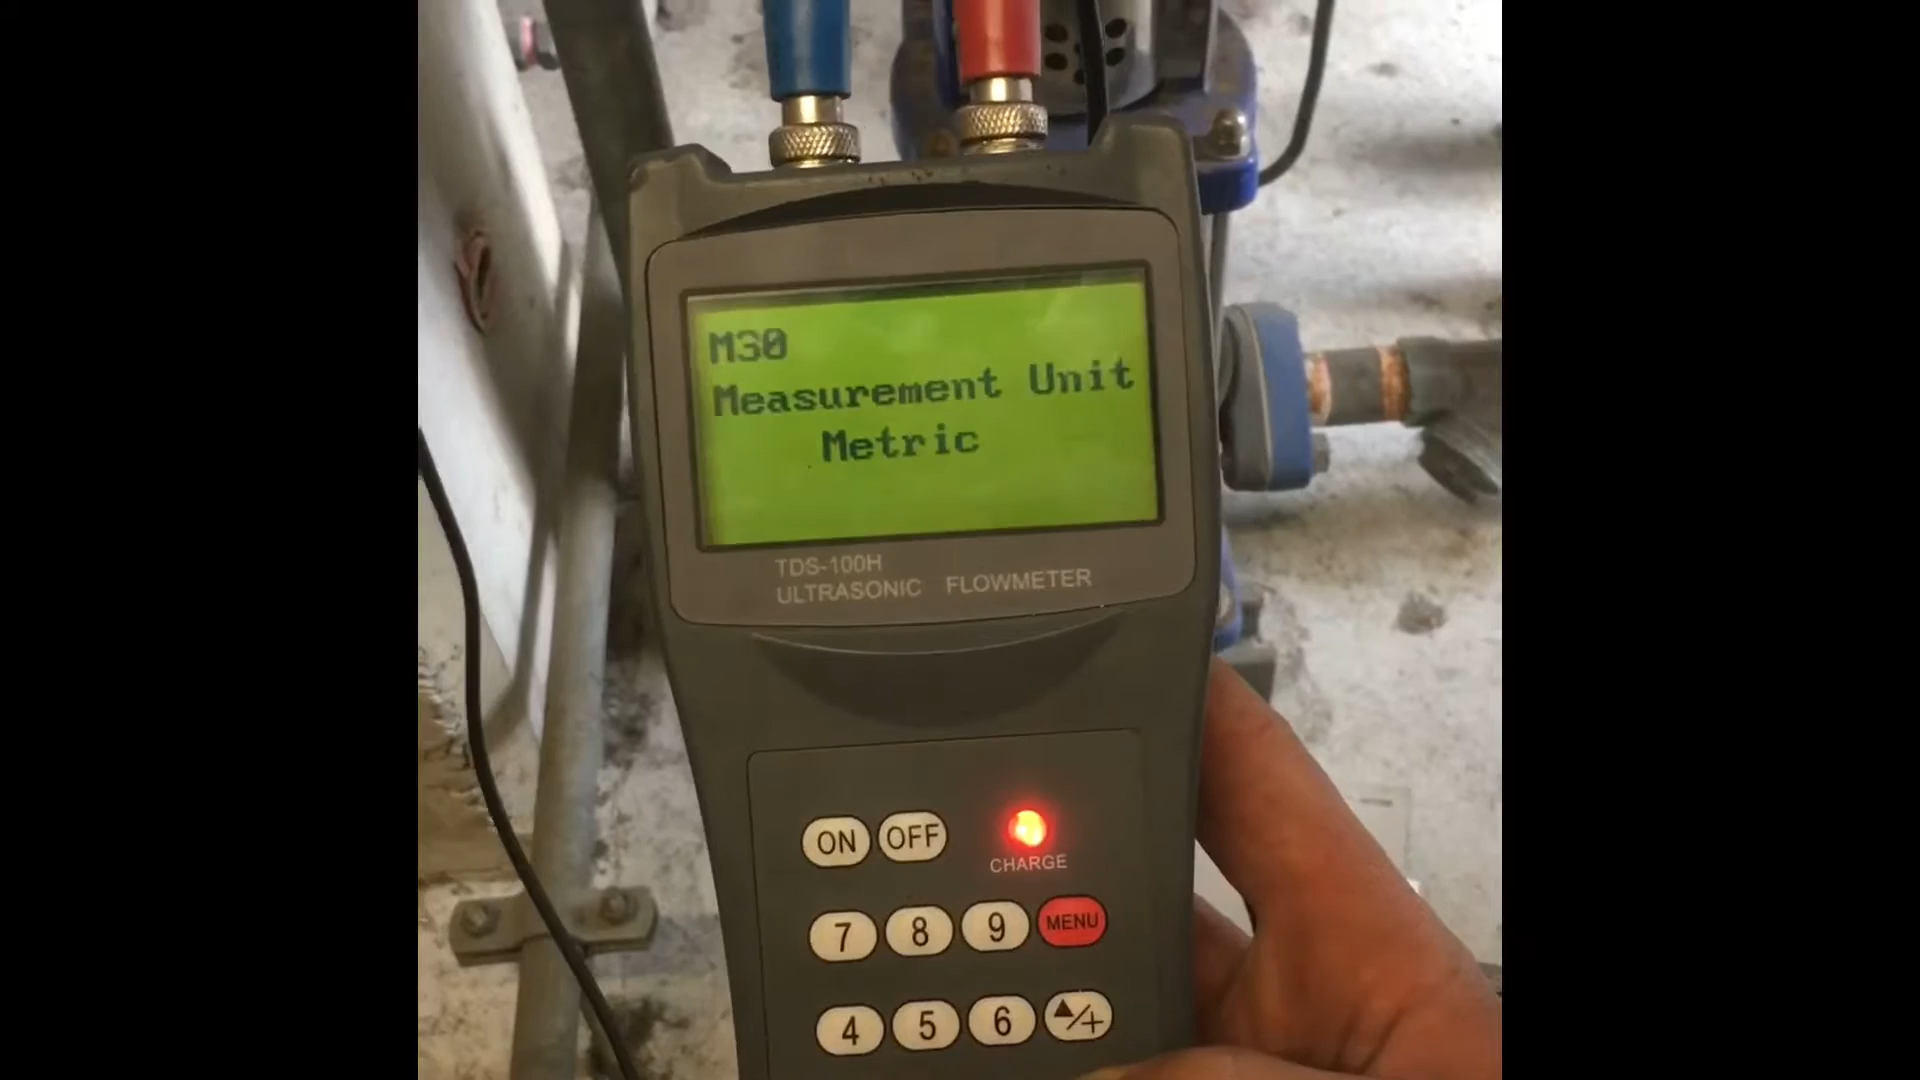 M30
Measurement Unit
Metric
TDS-100H
ULTRASONIC FLOWMETER
ON OFF
CHARGE
7 8 9 MENU
4 5 6 ▲/+